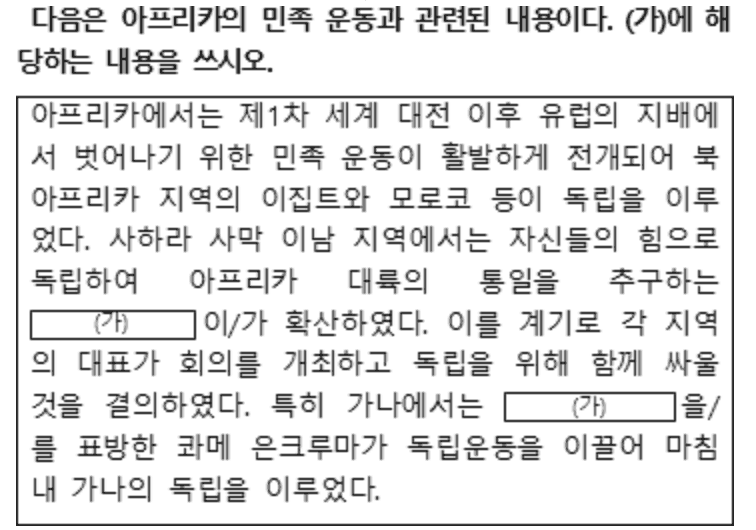 다음은 아프리카의 민족 운동과 관련된 내용이다. (가)에 해
당하는 내용을 쓰시오.
아프리카에서는 제1차 세계 대전 이후 유럽의 지배에
서 벗어나기 위한 민족 운동이 활발하게 전개되어 북
아프리카 지역의 이집트와 모로코 등이 독립을 이루
었다. 사하라 사막 이남 지역에서는 자신들의 힘으로
독립하여 아프리카 대륙의 통일을 추구하는
(가) 이/가 확산하였다. 이를 계기로 각 지역
의 대표가 회의를 개최하고 독립을 위해 함께 싸울
것을 결의하였다. 특히 가나에서는 (가) 을/
를 표방한 콰메 은크루마가 독립운동을 이끌어 마침
내 가나의 독립을 이루었다.